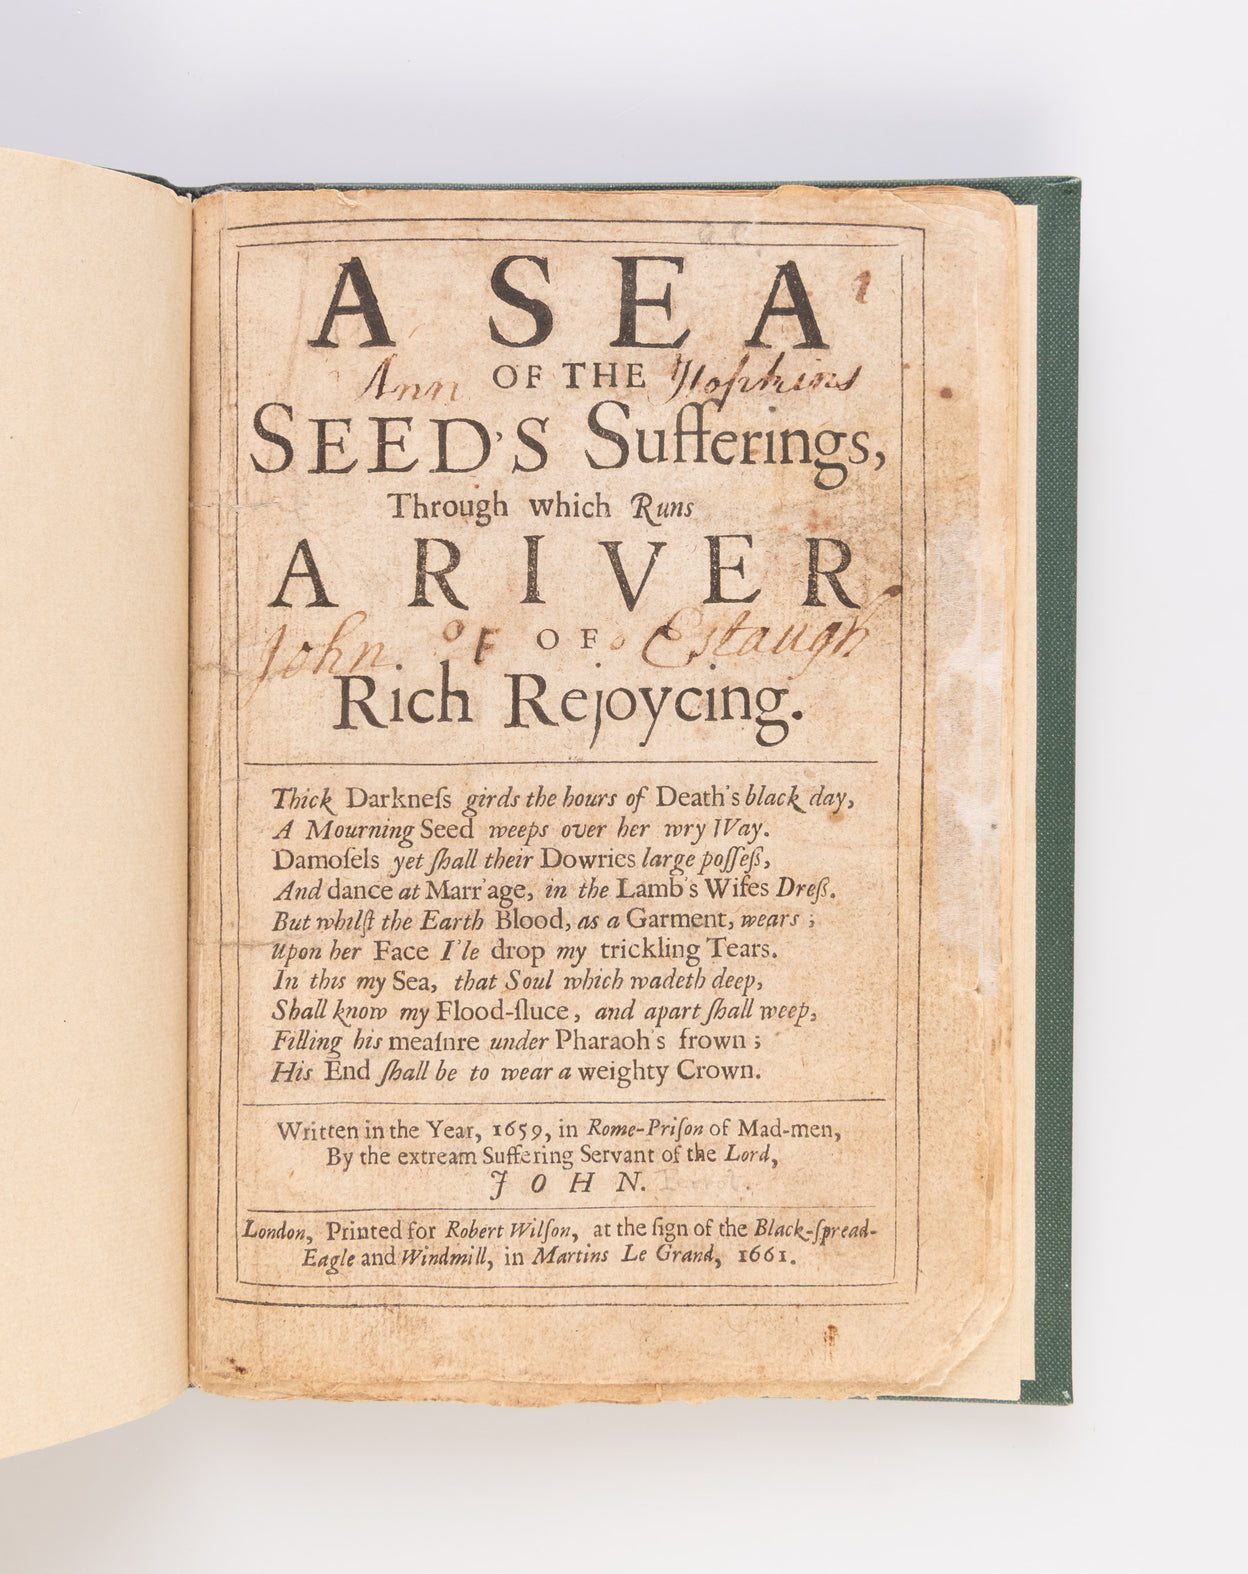 A SEA 1
Ann OF THE Hopkins
SEED'S Sufferings,
Through which Runs
A RIVER
John OF OF Estaugh
Rich Rejoycing.
Thick Darkneſs girds the hours of Death's black day,
A Mourning Seed weeps over her wry Way.
Damoſels yet ſhall their Dowries large poſſeß,
And dance at Marr'age, in the Lamb's Wifes Dreß.
But whilſt the Earth Blood, as a Garment, wears;
Upon her Face I'le drop my trickling Tears.
In this my Sea, that Soul which wadeth deep,
Shall know my Flood-ſluce, and apart ſhall weep,
Filling his meaſure under Pharaoh's frown;
His End ſhall be to wear a weighty Crown.
Written in the Year, 1659, in Rome-Priſon of Mad-men,
By the extream Suffering Servant of the Lord,
JOHN.
London, Printed for Robert Wilſon, at the ſign of the Black-ſpread-
Eagle and Windmill, in Martins Le Grand, 1661.